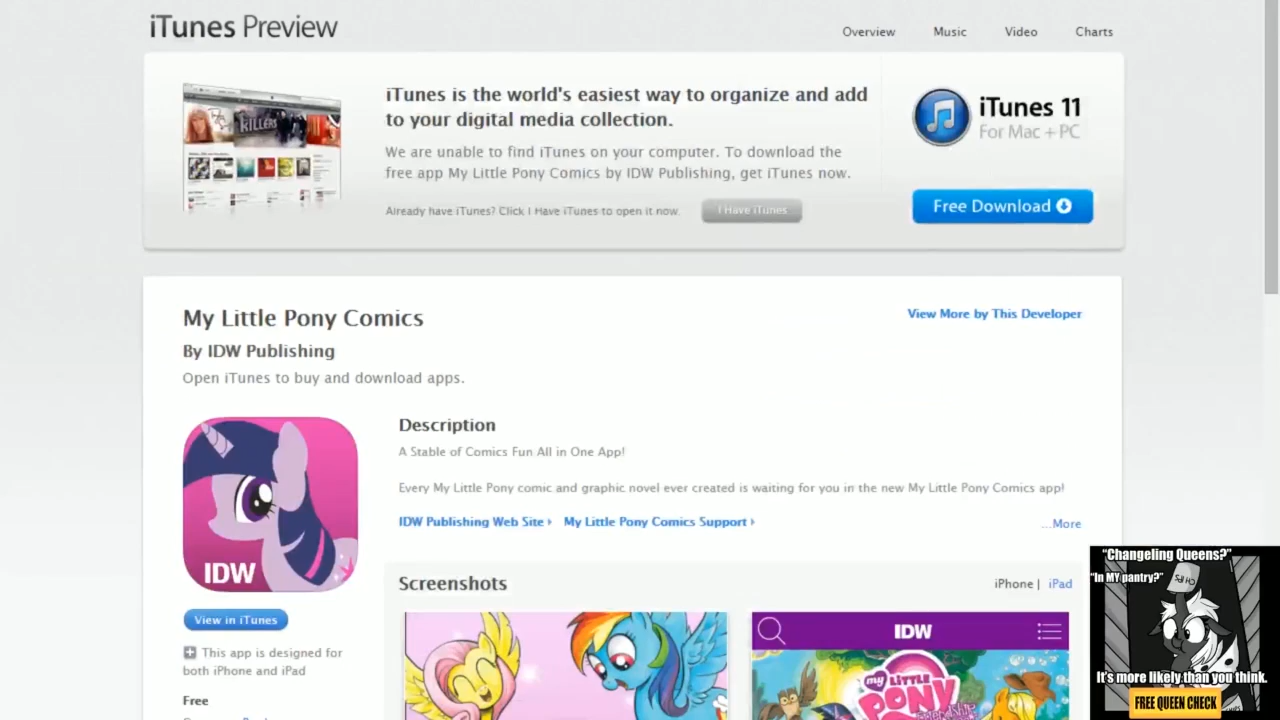 iTunes Preview
Overview
Music
Video
Charts
iTunes is the world's easiest way to organize and add
to your digital media collection.
We are unable to find iTunes on your computer. To download the
free app My Little Pony Comics by IDW Publishing, get iTunes now.
Already have iTunes? Click I Have iTunes to open it now.
I Have iTunes
KILLERS
iTunes 11
For Mac + PC
Free Download
My Little Pony Comics
View More by This Developer
By IDW Publishing
Open iTunes to buy and download apps.
IDW
View in iTunes
This app is designed for
both iPhone and iPad
Free
Description
A Stable of Comics Fun All in One App!
Every My Little Pony comic and graphic novel ever created is waiting for you in the new My Little Pony Comics app!
IDW Publishing Web Site
My Little Pony Comics Support
...More
Screenshots
iPhone |
iPad
IDW
my LITTLE
PONY
"Changeling Queens?"
"In MY pantry?"
It's more likely than you think.
FREE QUEEN CHECK